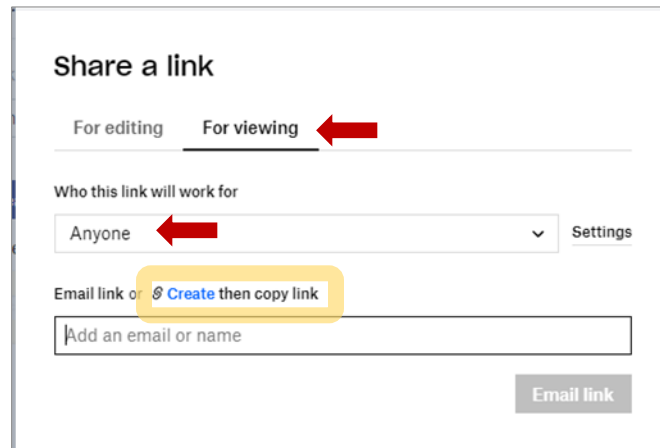 Share a link
For editing For viewing
Who this link will work for
Anyone Settings
Email link or Create then copy link
Add an email or name
Email link